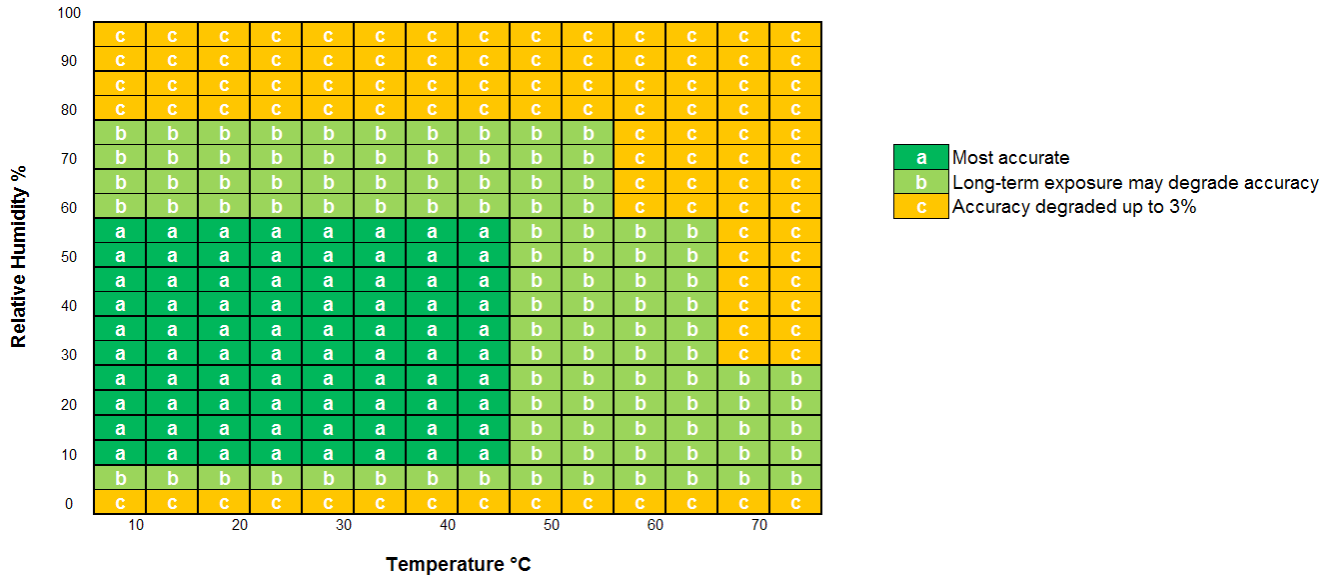 100
c c c c c c c c c c c c c c
90 c c c c c c c c c c c c c c
c c c c c c c c c c c c c c
80 c c c c c c c c c c c c c c
b b b b b b b b b b c c c c
70 b b b b b b b b b b c c c c
b b b b b b b b b b c c c c
60 b b b b b b b b b b c c c c
a a a a a a a a b b b b c c
50 a a a a a a a a b b b b c c
a a a a a a a a b b b b c c
40 a a a a a a a a b b b b c c
a a a a a a a a b b b b c c
30 a a a a a a a a b b b b c c
a a a a a a a a b b b b b b
20 a a a a a a a a b b b b b b
a a a a a a a a b b b b b b
10 a a a a a a a a b b b b b b
b b b b b b b b b b b b b b
0 c c c c c c c c c c c c c c
10 20 30 40 50 60 70
Relative Humidity %
Temperature °C
a Most accurate
b Long-term exposure may degrade accuracy
c Accuracy degraded up to 3%